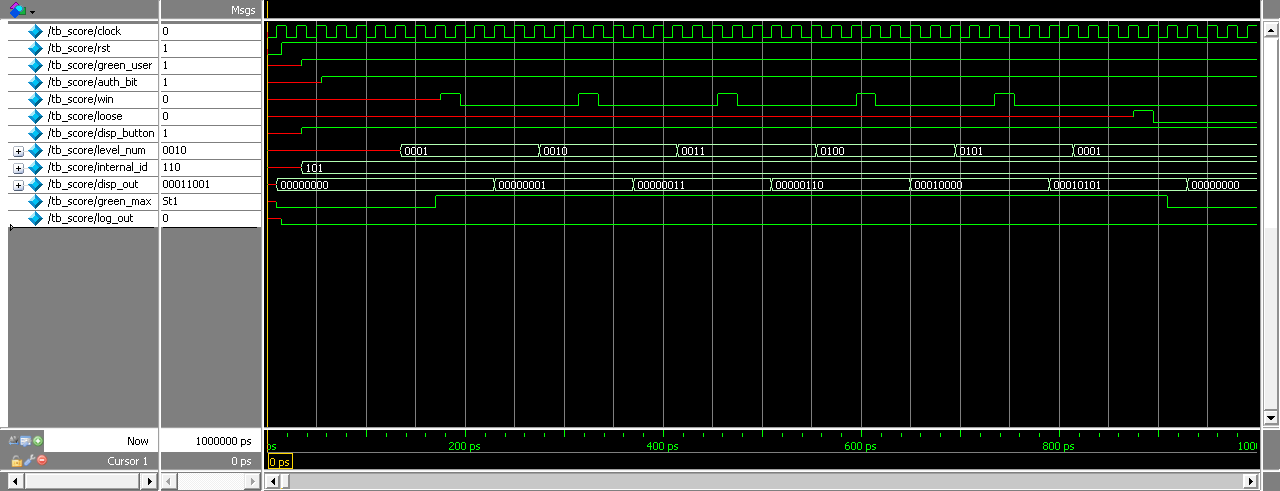 Msgs
/tb_score/clock 0
/tb_score/rst 1
/tb_score/green_user 1
/tb_score/auth_bit 1
/tb_score/win 0
/tb_score/loose 0
/tb_score/disp_button 1
/tb_score/level_num 0010 0001 0010 0011 0100 0101 0001
/tb_score/internal_id 110 101
/tb_score/disp_out 00011001 00000000 00000001 00000011 00000110 00010000 00010101 00000000
/tb_score/green_max St1
/tb_score/log_out 0
Now 1000000 ps ps 200 ps 400 ps 600 ps 800 ps 1000
Cursor 1 0 ps 0 ps